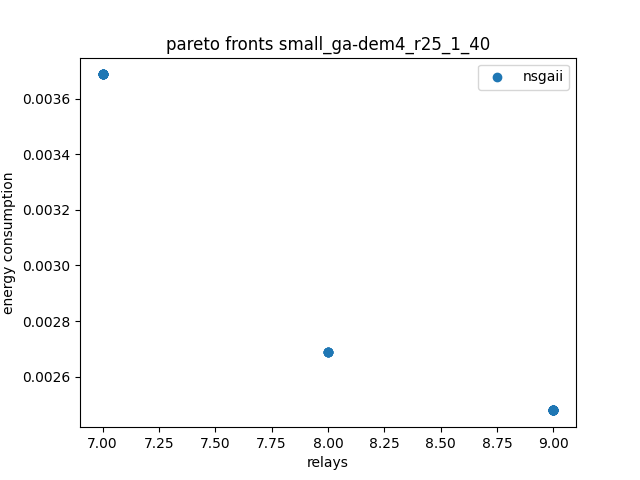 pareto fronts small_ga-dem4_r25_1_40
nsgaii
energy consumption
0.0036
0.0034
0.0032
0.0030
0.0028
0.0026
7.00 7.25 7.50 7.75 8.00 8.25 8.50 8.75 9.00
relays